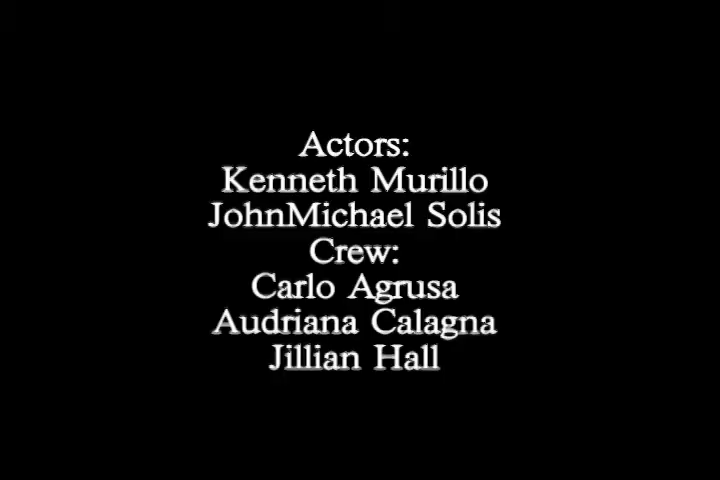 Actors:
Kenneth Murillo
JohnMichael Solis
Crew:
Carlo Agrusa
Audriana Calagna
Jillian Hall